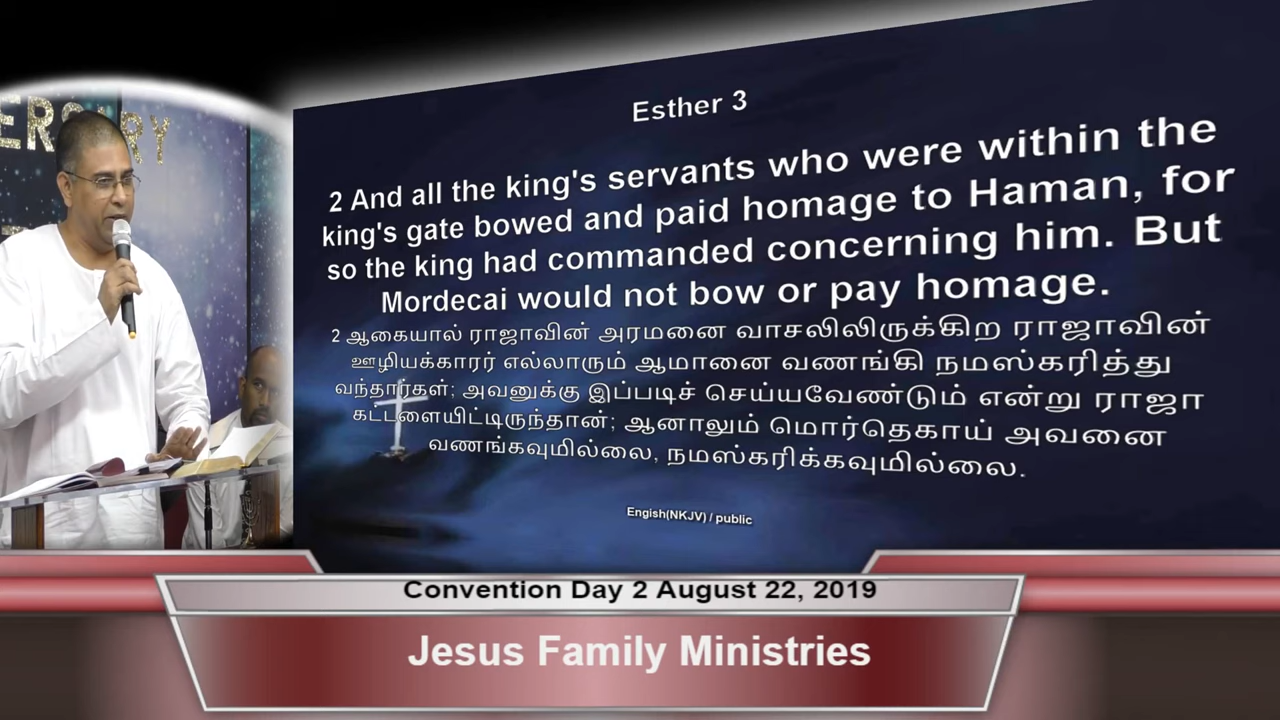 ERS RY
Esther 3
2 And all the king's servants who were within the
king's gate bowed and paid homage to Haman, for
so the king had commanded concerning him. But
Mordecai would not bow or pay homage.
2 ஆகையால் ராஜாவின் அரமனை வாசலிலிருக்கிற ராஜாவின்
ஊழியக்காரர் எல்லாரும் ஆமானை வணங்கி நமஸ்கரித்து
வந்தார்கள்; அவனுக்கு இப்படிச் செய்யவேண்டும் என்று ராஜா
கட்டளையிட்டிருந்தான்; ஆனாலும் மொர்தெகாய் அவனை
வணங்கவுமில்லை, நமஸ்கரிக்கவுமில்லை.
Engish(NKJV) / public
Convention Day 2 August 22, 2019
Jesus Family Ministries